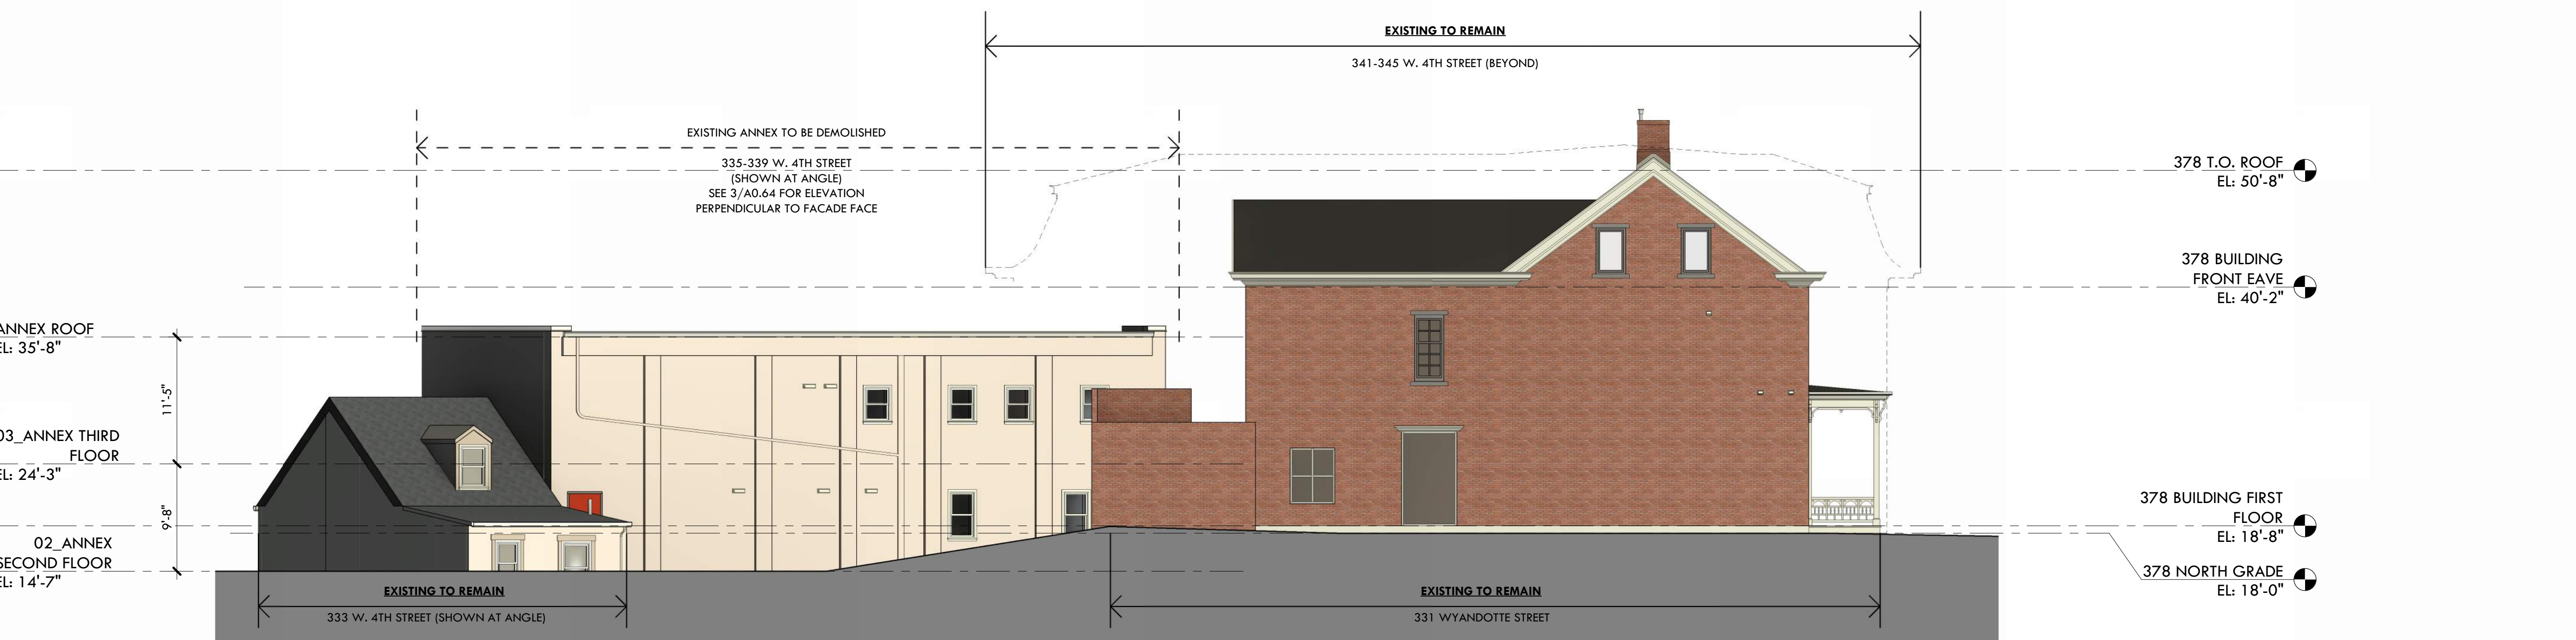 EXISTING TO REMAIN
341-345 W. 4TH STREET (BEYOND)
EXISTING ANNEX TO BE DEMOLISHED
335-339 W. 4TH STREET
(SHOWN AT ANGLE)
SEE 3/A0.64 FOR ELEVATION
PERPENDICULAR TO FACADE FACE
378 T.O. ROOF
EL: 50'-8"
378 BUILDING
FRONT EAVE
EL: 40'-2"
ANNEX ROOF
EL: 35'-8"
11'-5"
03_ANNEX THIRD
FLOOR
EL: 24'-3"
9'-8"
02_ANNEX
SECOND FLOOR
EL: 14'-7"
378 BUILDING FIRST
FLOOR
EL: 18'-8"
378 NORTH GRADE
EL: 18'-0"
EXISTING TO REMAIN
333 W. 4TH STREET (SHOWN AT ANGLE)
EXISTING TO REMAIN
331 WYANDOTTE STREET